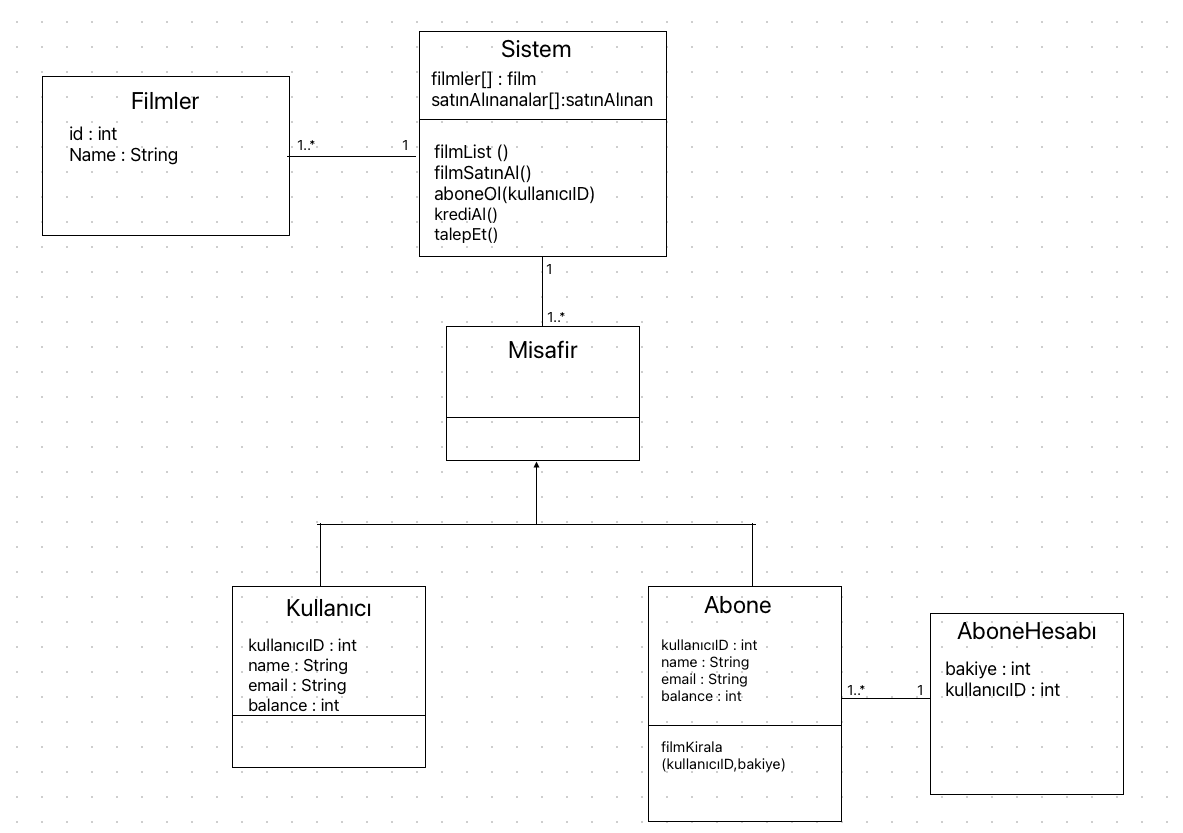 Sistem
filmler[] : film
satınAlınanalar[]:satınAlınan
filmList ()
filmSatınAl()
aboneOl(kullanıcıID)
krediAl()
talepEt()
Filmler
id : int
Name : String
1..*
1
1
1..*
Misafir
Kullanıcı
kullanıcıID : int
name : String
email : String
balance : int
Abone
kullanıcıID : int
name : String
email : String
balance : int
filmKirala
(kullanıcıID,bakiye)
1..*
1
AboneHesabı
bakiye : int
kullanıcıID : int